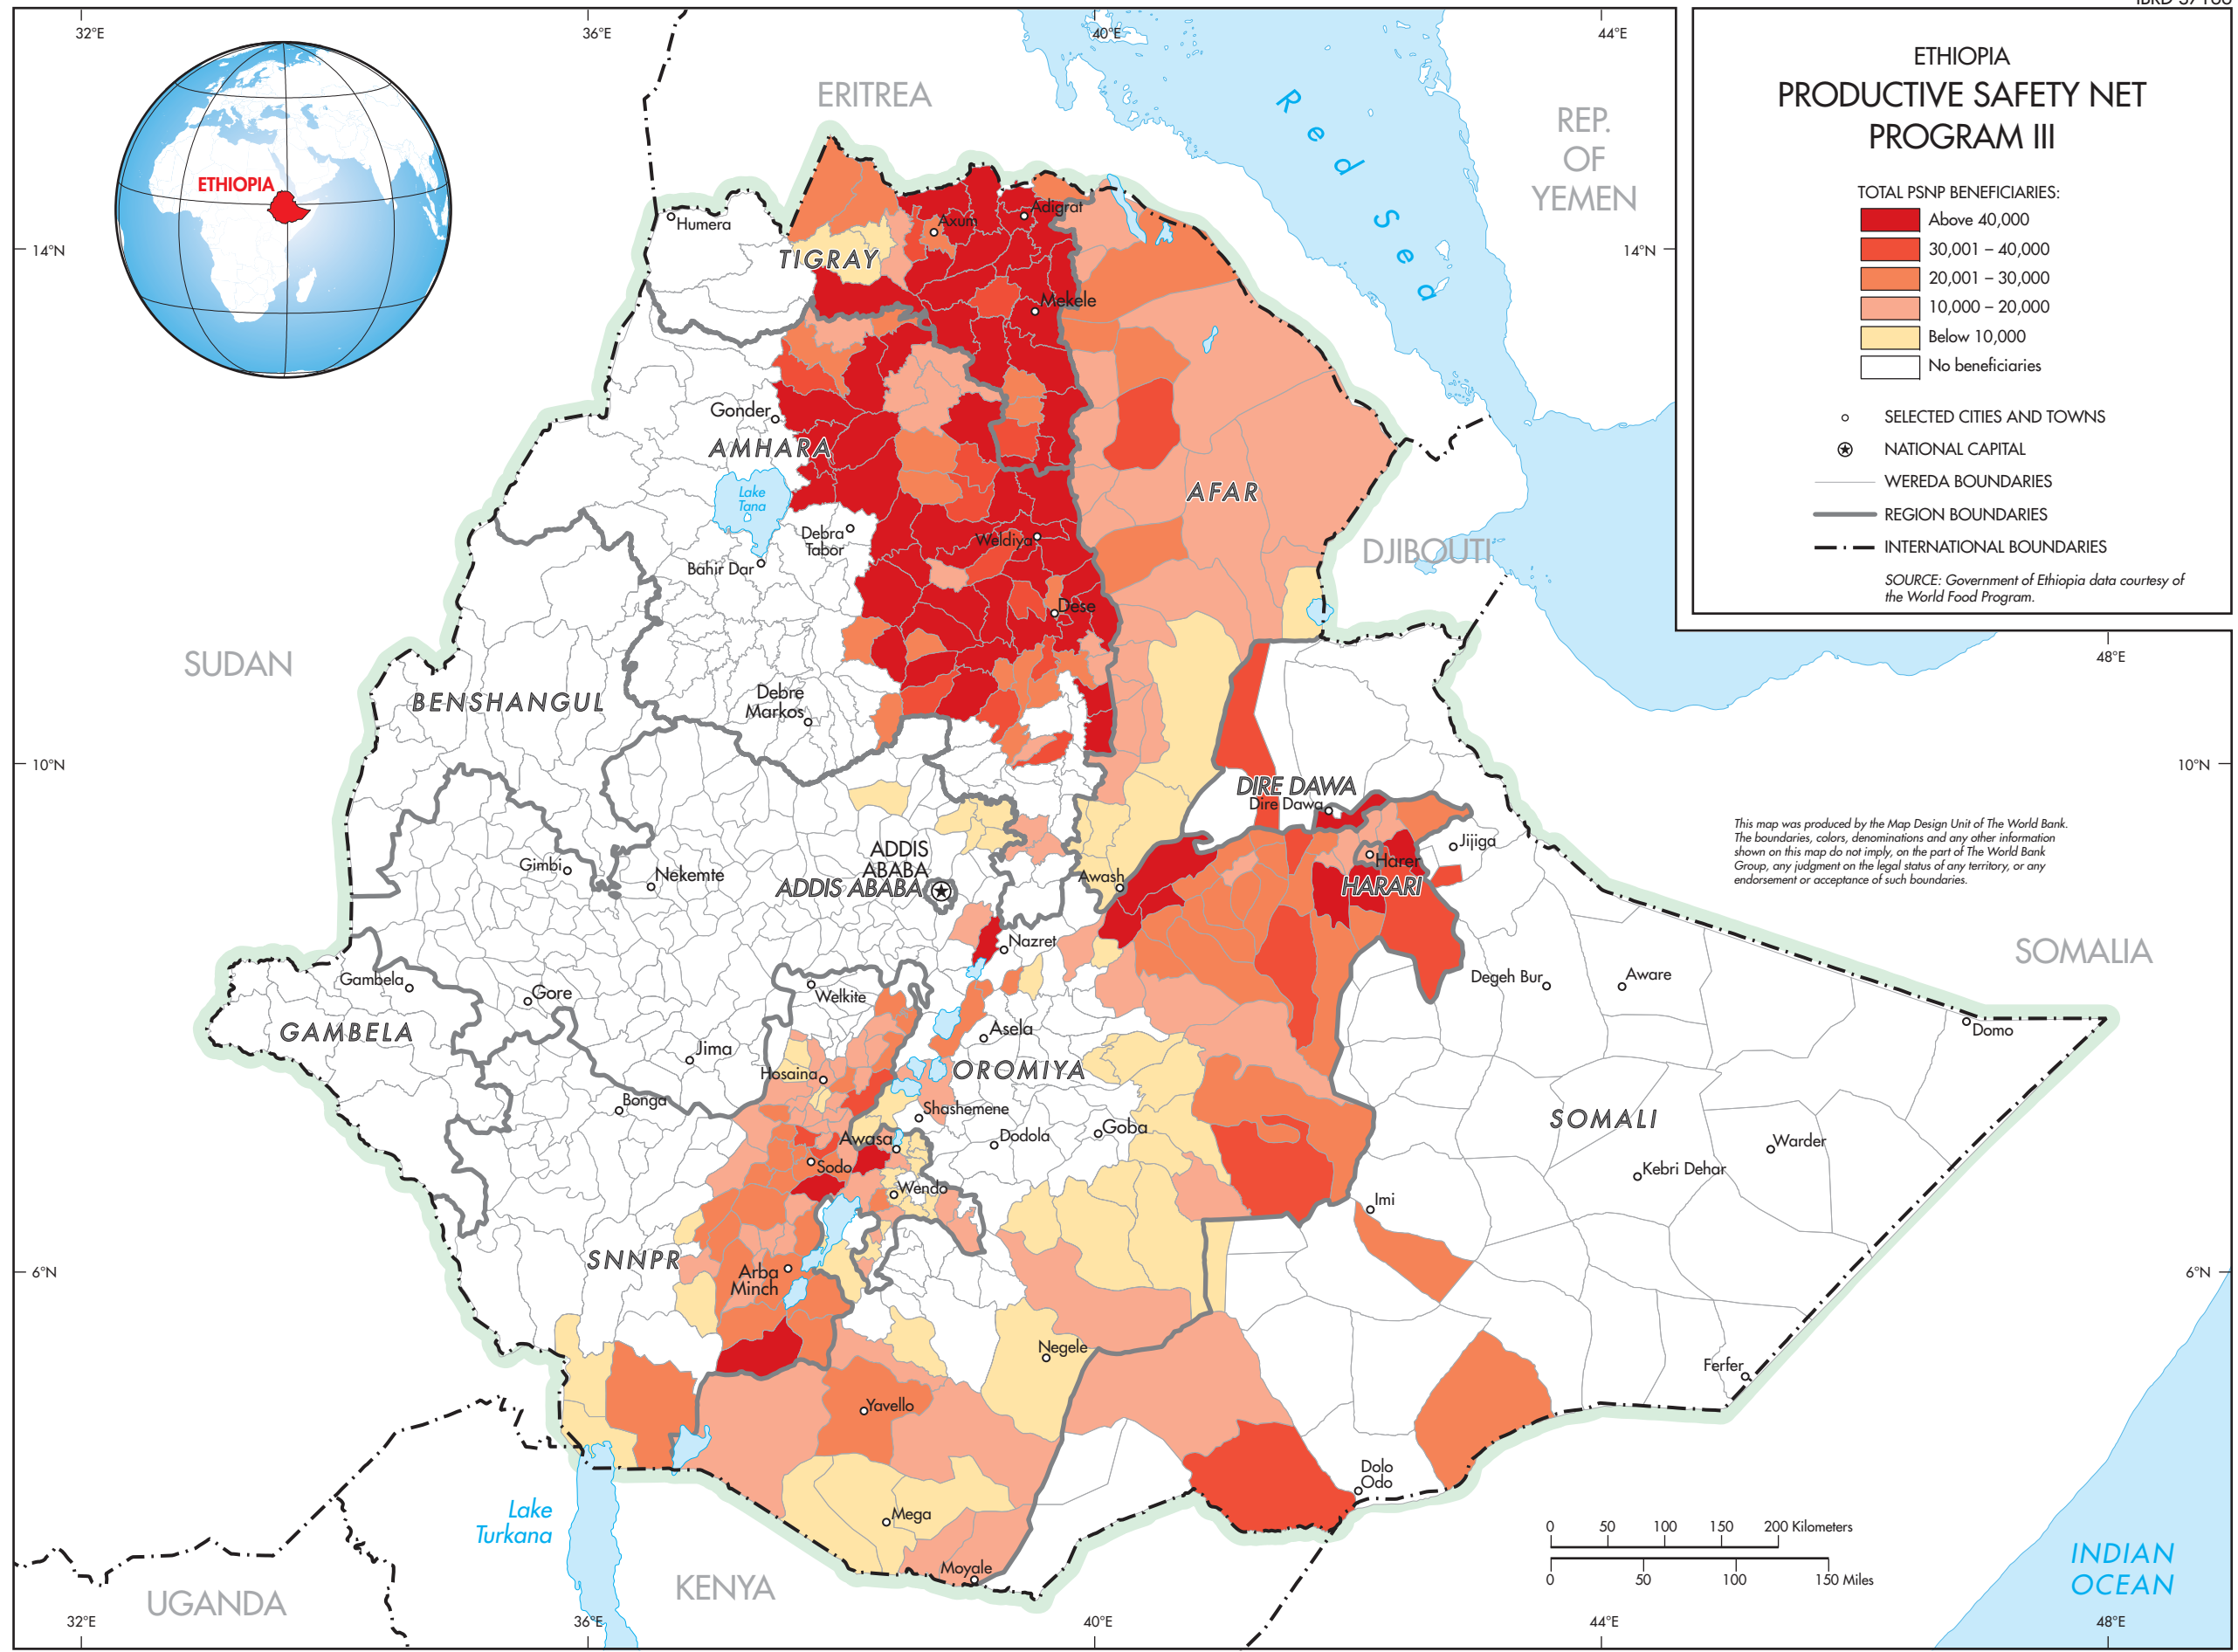 32°E
36°E
40°E
44°E
ETHIOPIA
PRODUCTIVE SAFETY NET
PROGRAM III
TOTAL PSNP BENEFICIARIES:
Above 40,000
30,001 – 40,000
20,001 – 30,000
10,000 – 20,000
Below 10,000
No beneficiaries
SELECTED CITIES AND TOWNS
NATIONAL CAPITAL
WEREDA BOUNDARIES
REGION BOUNDARIES
INTERNATIONAL BOUNDARIES
SOURCE: Government of Ethiopia data courtesy of
the World Food Program.
ETHIOPIA
ERITREA
Red Sea
REP.
OF
YEMEN
14°N
14°N
Humera
Axum
Adigrat
TIGRAY
Mekele
Gonder
AMHARA
Lake
Tana
AFAR
Debra
Tabor
Weldiya
Bahir Dar
DJIBOUTI
Dese
SUDAN
48°E
BENSHANGUL
Debre
Markos
10°N
10°N
DIRE DAWA
Dire Dawa
This map was produced by the Map Design Unit of The World Bank.
The boundaries, colors, denominations and any other information
shown on this map do not imply, on the part of The World Bank
Group, any judgment on the legal status of any territory, or any
endorsement or acceptance of such boundaries.
ADDIS
ABABA
ADDIS ABABA
Gimbi
Nekemte
Awash
Harer
Jijiga
HARARI
Nazret
SOMALIA
Gambela
Gore
Welkite
Degeh Bur
Aware
GAMBELA
Asela
Domo
Jima
Hosaina
OROMIYA
Bonga
Shashemene
SOMALI
Awasa
Dodola
Goba
Warder
Sodo
Kebri Dehar
Wendo
Imi
SNNPR
6°N
6°N
Arba
Minch
Negele
Ferfer
Yavello
Dolo
Odo
Mega
Lake
Turkana
Moyale
0 50 100 150 200 Kilometers
0 50 100 150 Miles
INDIAN
OCEAN
UGANDA
KENYA
32°E
36°E
40°E
44°E
48°E